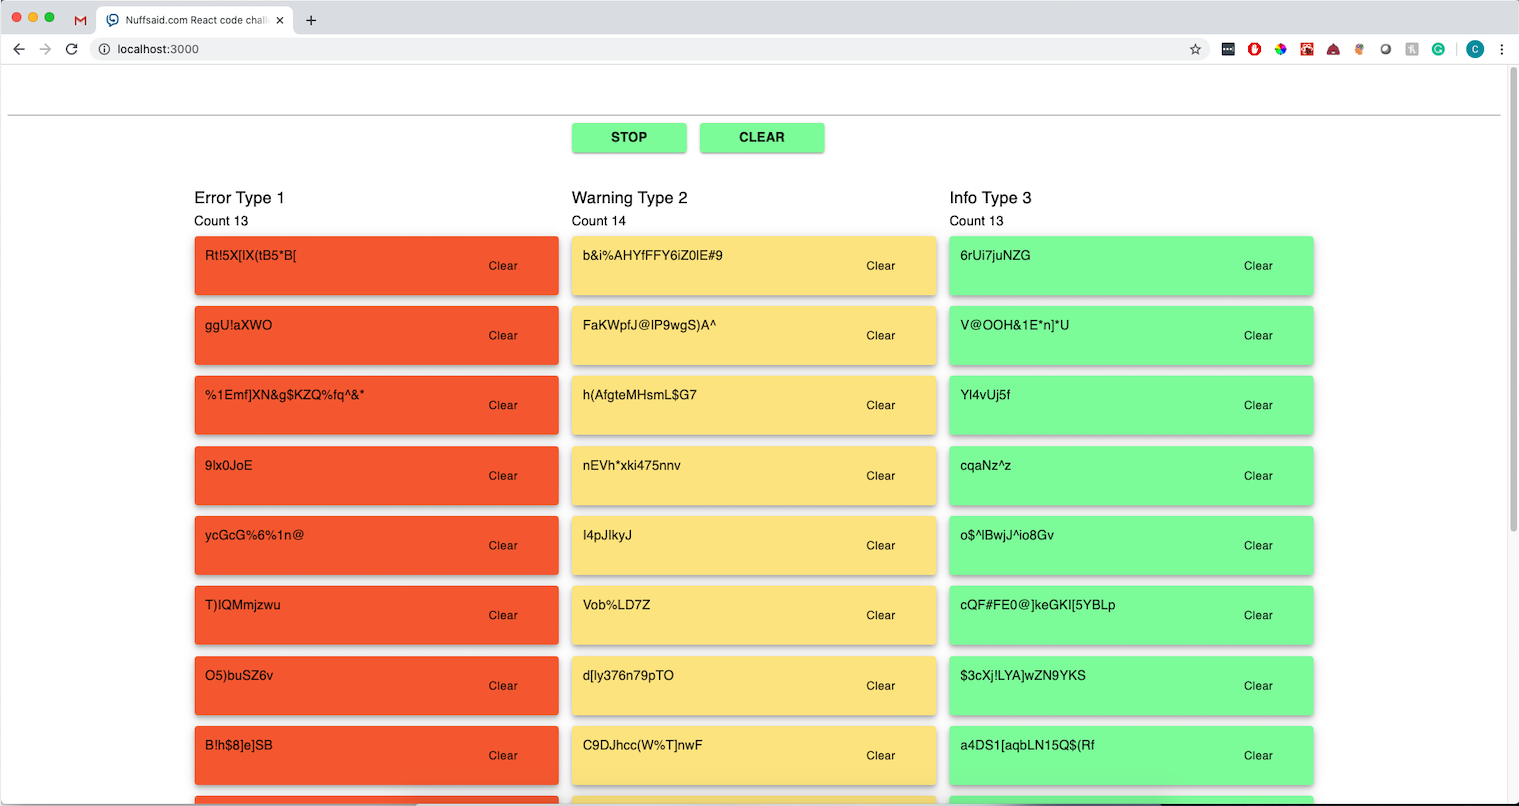 Nuffsaid.com React code chall
localhost:3000
C
STOP
CLEAR
Error Type 1
Count 13
Rt!5X[lX(tB5*B[
Clear
ggU!aXWO
Clear
%1Emf]XN&g$KZQ%fq^&*
Clear
9lx0JoE
Clear
ycGcG%6%1n@
Clear
T)IQMmjzwu
Clear
O5)buSZ6v
Clear
B!h$8]e]SB
Clear
Warning Type 2
Count 14
b&i%AHYfFFY6iZ0lE#9
Clear
FaKWpfJ@IP9wgS)A^
Clear
h(AfgteMHsmL$G7
Clear
nEVh*xki475nnv
Clear
I4pJIkyJ
Clear
Vob%LD7Z
Clear
d[ly376n79pTO
Clear
C9DJhcc(W%T]nwF
Clear
Info Type 3
Count 13
6rUi7juNZG
Clear
V@OOH&1E*n]*U
Clear
Yl4vUj5f
Clear
cqaNz^z
Clear
o$^lBwjJ^io8Gv
Clear
cQF#FE0@]keGKI[5YBLp
Clear
$3cXj!LYA]wZN9YKS
Clear
a4DS1[aqbLN15Q$(Rf
Clear